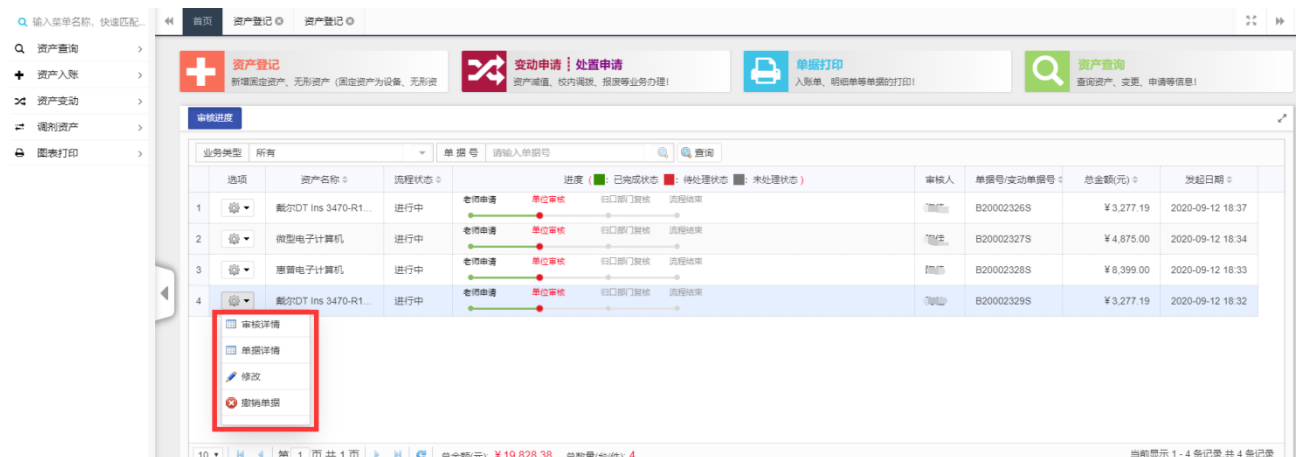 输入菜单名称，快速匹配...
首页 资产登记 资产登记
资产查询
资产入账
资产变动
调剂资产
图表打印
资产登记
新增固定资产、无形资产（固定资产为设备、无形资
变动申请 处置申请
资产减值、校内调拨、报废等业务办理!
单据打印
入账单、明细单等单据的打印!
资产查询
查询资产、变更、申请等信息!
审核进度
业务类型 所有 单 据 号 请输入单据号 查询
选项 资产名称 流程状态 进度（ : 已完成状态 : 待处理状态 : 未处理状态 ） 审核人 单据号/变动单据号 总金额(元) 发起日期
1 戴尔DT Ins 3470-R1... 进行中 老师申请 单位审核 归口部门复核 流程结束 B20002326S ¥ 3,277.19 2020-09-12 18:37
2 微型电子计算机 进行中 老师申请 单位审核 归口部门复核 流程结束 B20002327S ¥ 4,875.00 2020-09-12 18:34
3 惠普电子计算机 进行中 老师申请 单位审核 归口部门复核 流程结束 B20002328S ¥ 8,399.00 2020-09-12 18:33
4 戴尔DT Ins 3470-R1... 进行中 老师申请 单位审核 归口部门复核 流程结束 B20002329S ¥ 3,277.19 2020-09-12 18:32
审核详情
单据详情
修改
撤销单据
10 第 1 页 共 1 页 总金额(元): ¥ 19,828.38 总数量(台/件): 4 当前显示 1 - 4 条记录 共 4 条记录